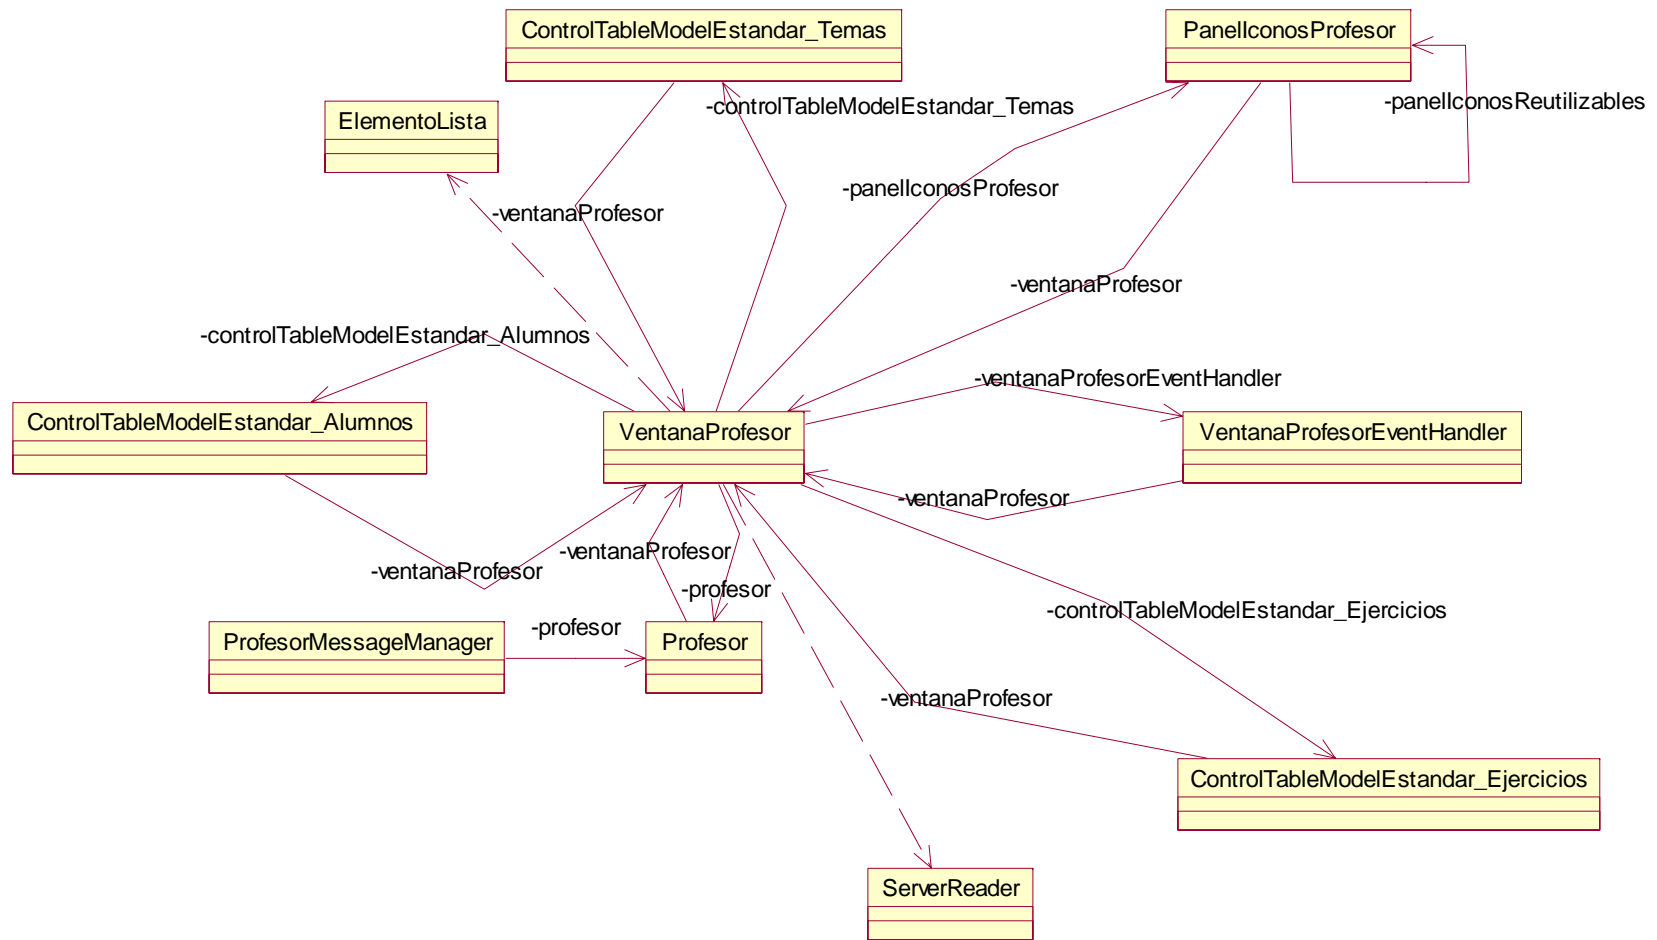 ControlTableModelEstandar_Temas
PanelIconosProfesor
-controlTableModelEstandar_Temas
-panelIconosReutilizables
ElementoLista
-panelIconosProfesor
-ventanaProfesor
-ventanaProfesor
-controlTableModelEstandar_Alumnos
-ventanaProfesorEventHandler
ControlTableModelEstandar_Alumnos
VentanaProfesor
VentanaProfesorEventHandler
-ventanaProfesor
-ventanaProfesor
-ventanaProfesor
-profesor
-controlTableModelEstandar_Ejercicios
-profesor
ProfesorMessageManager
Profesor
-ventanaProfesor
ControlTableModelEstandar_Ejercicios
ServerReader